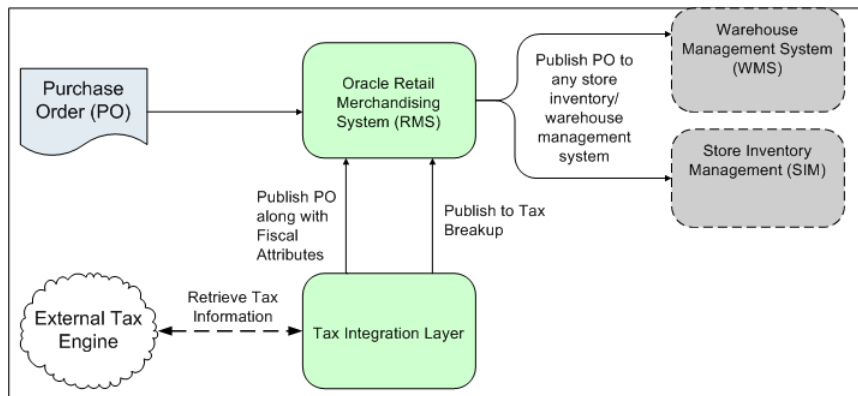 Purchase
Order (PO)
Oracle Retail
Merchandising
System (RMS)
Publish PO to
any store
inventory/
warehouse
management
system
Warehouse
Management System
(WMS)
Store Inventory
Management (SIM)
Publish PO
along with
Fiscal
Attributes
Publish to Tax
Breakup
External Tax
Engine
Retrieve Tax
Information
Tax Integration Layer